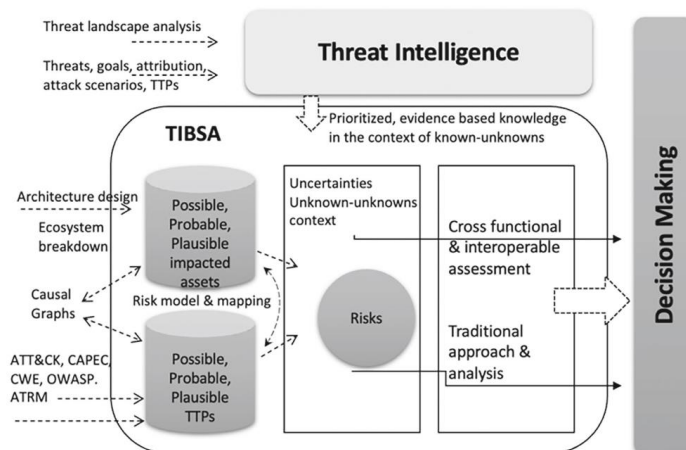 Threat landscape analysis
Threats, goals, attribution,
attack scenarios, TTPs
Threat Intelligence
Prioritized, evidence based knowledge
in the context of known-unknowns
TIBSA
Architecture design
Ecosystem
breakdown
Possible,
Probable,
Plausible
impacted
assets
Causal
Graphs
Risk model & mapping
ATT&CK, CAPEC,
CWE, OWASP.
ATRM
Possible,
Probable,
Plausible
TTPs
Uncertainties
Unknown-unknowns
context
Risks
Cross functional
& interoperable
assessment
Traditional
approach &
analysis
Decision Making